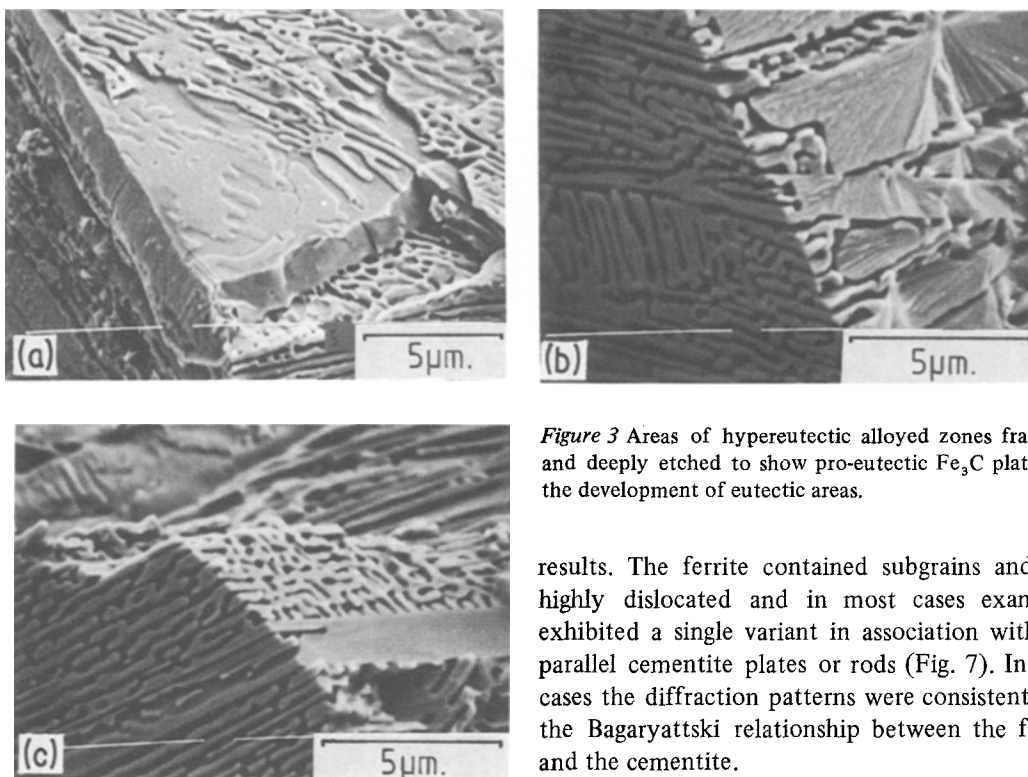 (a)
5μm.
(b)
5μm.
Figure 3 Areas of hypereutectic alloyed zones fra
and deeply etched to show pro-eutectic Fe₃C plat
the development of eutectic areas.
(c)
5μm.
results. The ferrite contained subgrains and
highly dislocated and in most cases exam
exhibited a single variant in association with
parallel cementite plates or rods (Fig. 7). In
cases the diffraction patterns were consistent
the Bagaryattski relationship between the f
and the cementite.